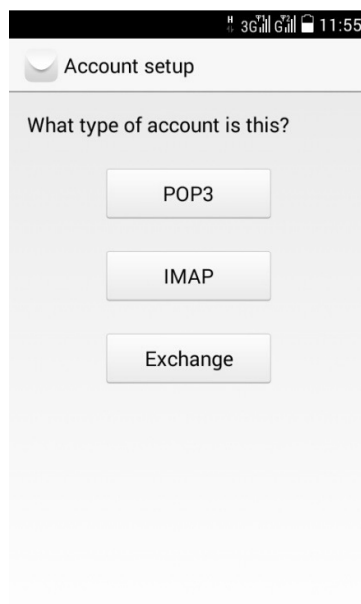 H 3G G 11:55
Account setup
What type of account is this?
POP3
IMAP
Exchange